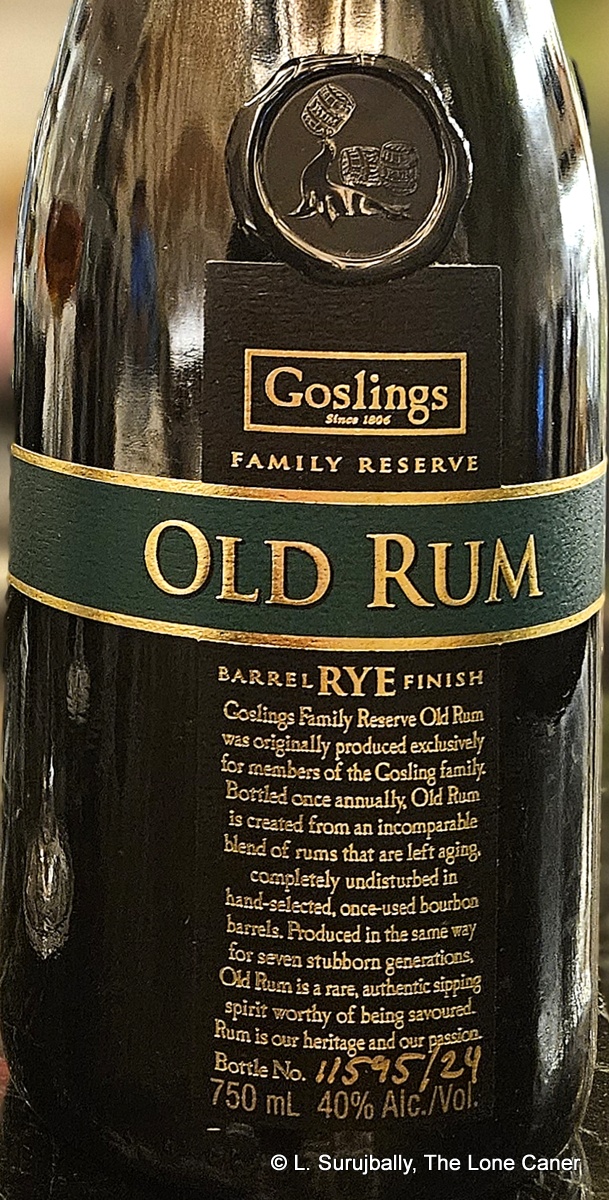 RUM
Goslings
Since 1806
FAMILY RESERVE
OLD RUM
BARREL RYE FINISH
Goslings Family Reserve Old Rum
was originally produced exclusively
for members of the Gosling family.
Bottled once annually, Old Rum
is created from an incomparable
blend of rums that are left aging,
completely undisturbed in
hand-selected, once-used bourbon
barrels. Produced in the same way
for seven stubborn generations,
Old Rum is a rare, authentic sipping
spirit worthy of being savoured.
Rum is our heritage and our passion.
Bottle No. 11595/24
750 mL 40% Alc./Vol.
© L. Surujbally, The Lone Caner